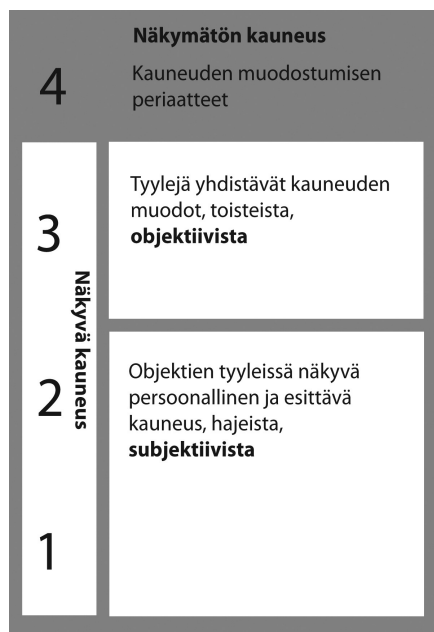 Näkymätön kauneus
4
Kauneuden muodostumisen
periaatteet
3
Tyylejä yhdistävät kauneuden
muodot, toisteista,
objektiivista
Näkyvä kauneus
2
Objektien tyyleissä näkyvä
persoonallinen ja esittävä
kauneus, hajeista,
subjektiivista
1